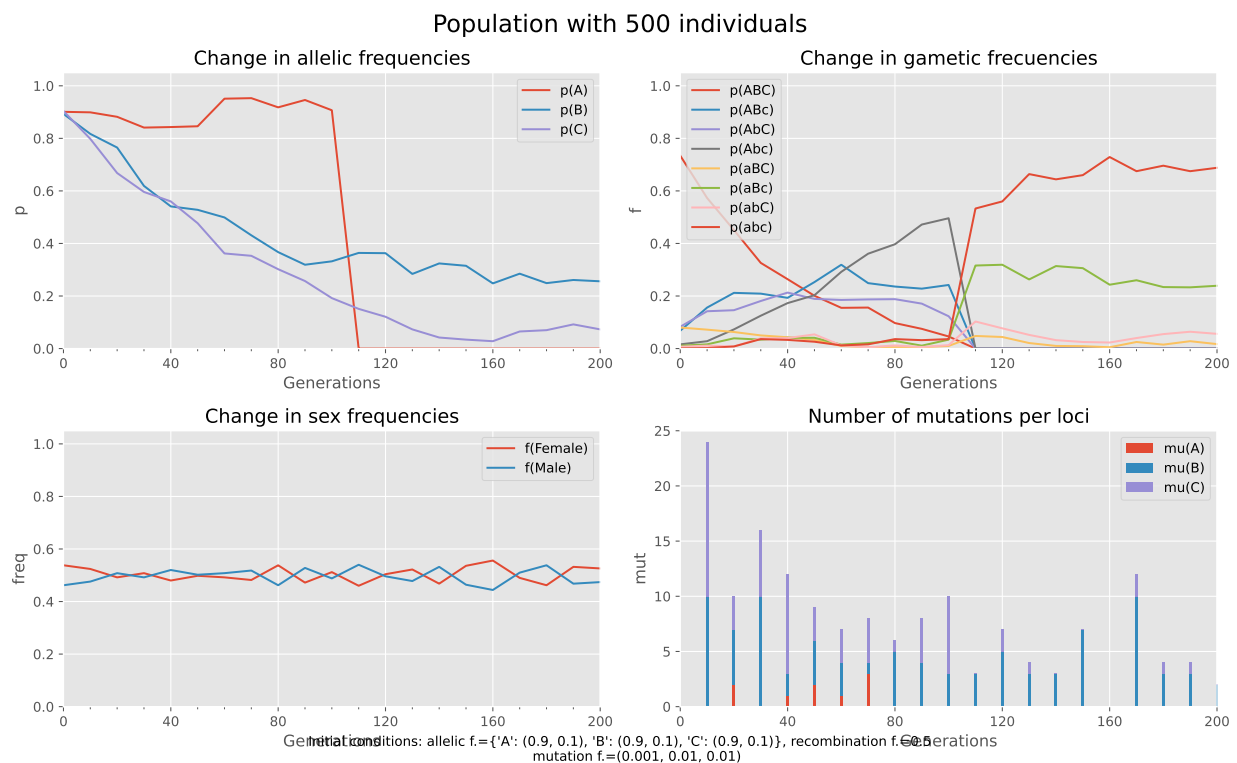 Population with 500 individuals
Change in allelic frequencies
1.0
0.8
0.6
0.4
0.2
0.0
p
p(A)
p(B)
p(C)
0 40 80 120 160 200
Generations
Change in gametic frecuencies
1.0
0.8
0.6
0.4
0.2
0.0
f
p(ABC)
p(ABc)
p(AbC)
p(Abc)
p(aBC)
p(aBc)
p(abC)
p(abc)
0 40 80 120 160 200
Generations
Change in sex frequencies
1.0
0.8
0.6
0.4
0.2
0.0
freq
f(Female)
f(Male)
0 40 80 120 160 200
Generations
Number of mutations per loci
25
20
15
10
5
0
mut
mu(A)
mu(B)
mu(C)
0 40 80 120 160 200
Generations
Initial conditions: allelic f.={'A': (0.9, 0.1), 'B': (0.9, 0.1), 'C': (0.9, 0.1)}, recombination f.=0.5
mutation f.=(0.001, 0.01, 0.01)